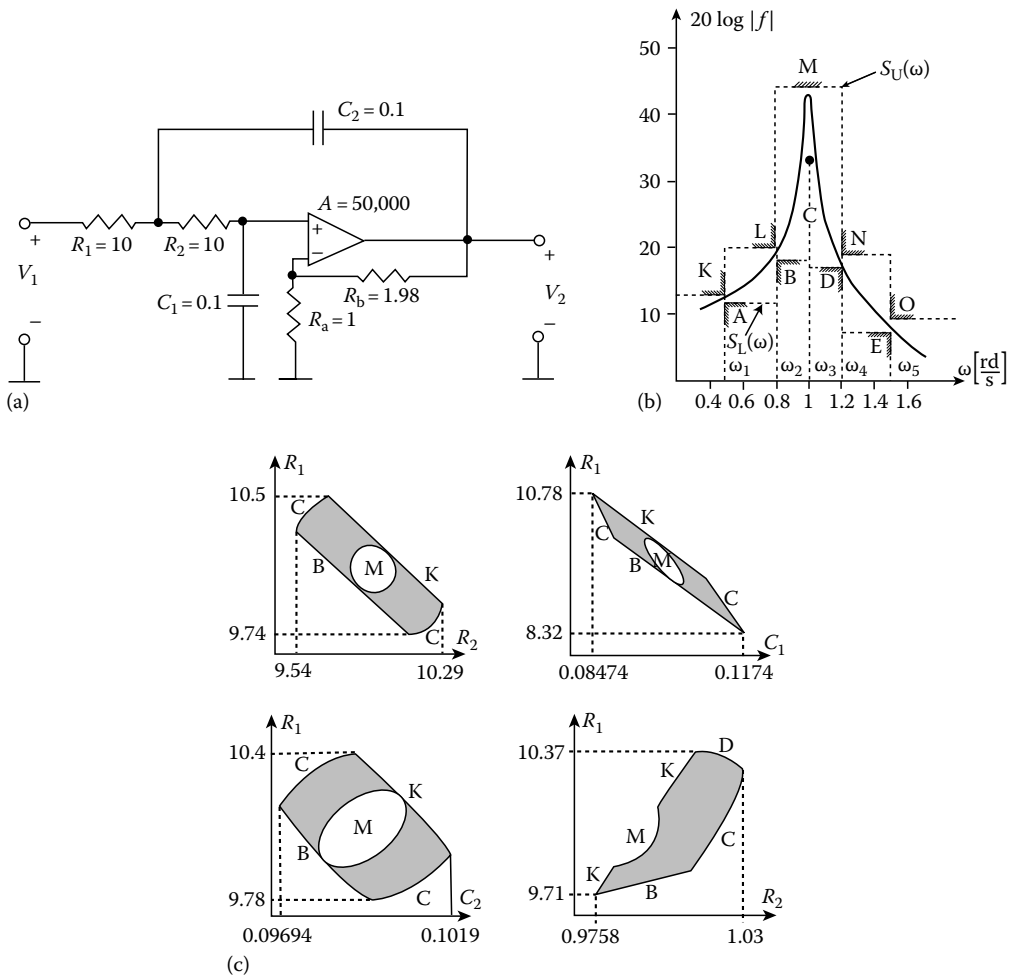 C₂ = 0.1
A = 50,000
+
−
R₁ = 10
R₂ = 10
+
V₁
−
C₁ = 0.1
R_b = 1.98
R_a = 1
+
V₂
−
(a)
20 log |f|
50
40
30
20
10
M
S_U(ω)
C
L
N
K
B
D
A
O
S_L(ω)
E
ω₁
ω₂
ω₃
ω₄
ω₅
ω [rd/s]
0.4 0.6 0.8 1 1.2 1.4 1.6
(b)
R₁
10.5
C
B
M
K
9.74
C
R₂
9.54
10.29
R₁
10.78
K
C
B
M
C
8.32
C₁
0.08474
0.1174
R₁
10.4
C
K
M
B
9.78
C
C₂
0.09694
0.1019
R₁
10.37
D
K
M
C
K
9.71
B
R₂
0.9758
1.03
(c)